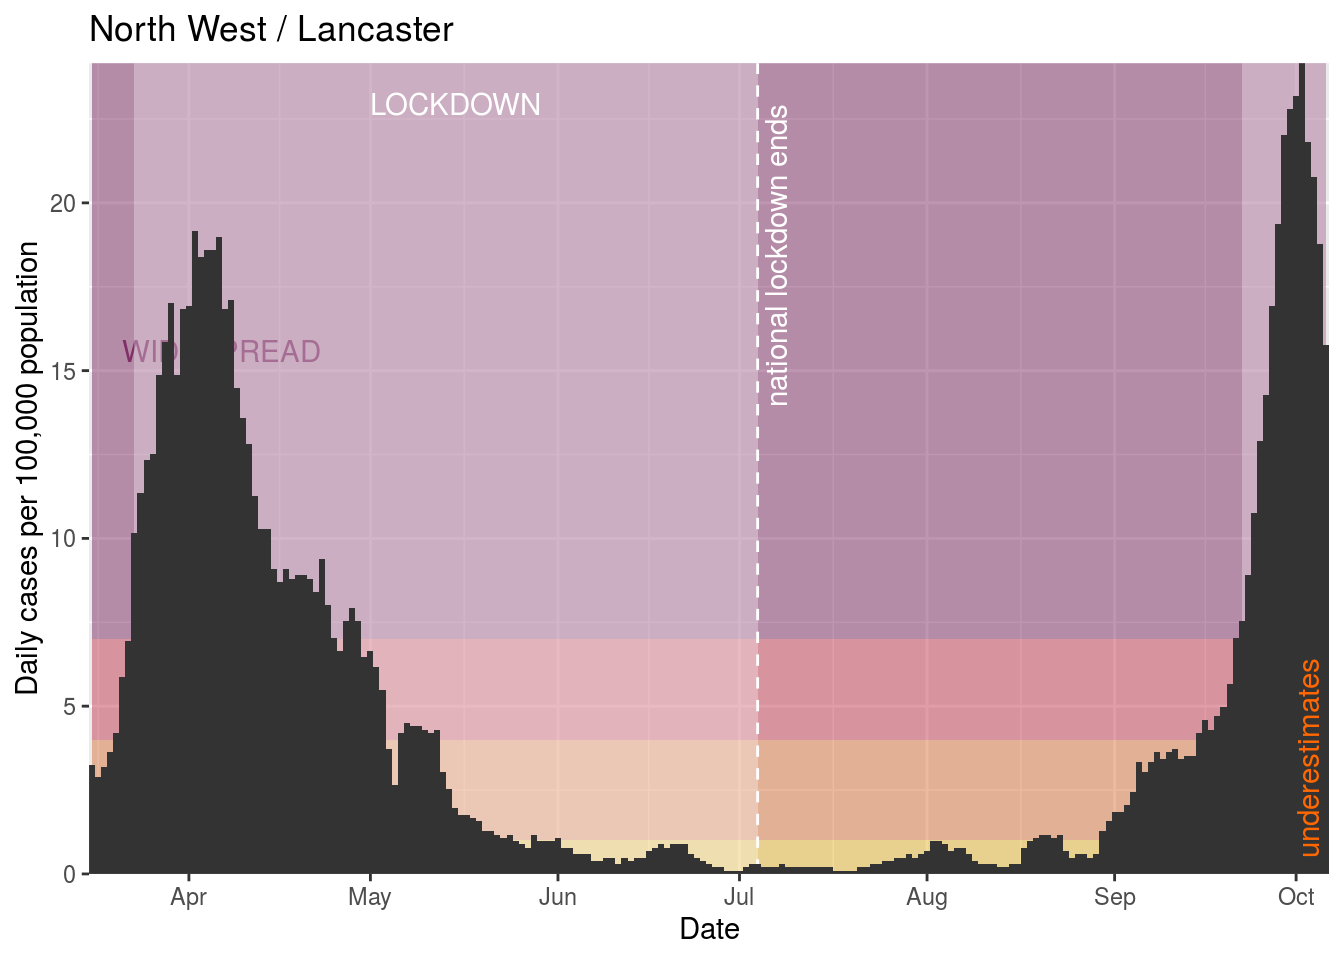 North West / Lancaster
LOCKDOWN
national lockdown ends
WIDESPREAD
underestimates
Daily cases per 100,000 population
20
15
10
5
0
Apr
May
Jun
Jul
Aug
Sep
Oct
Date